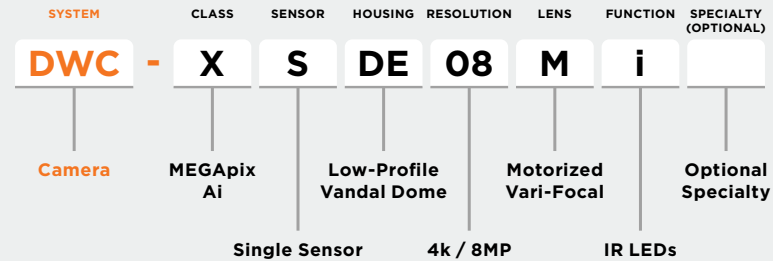 SYSTEM CLASS SENSOR HOUSING RESOLUTION LENS FUNCTION SPECIALTY
(OPTIONAL)
DWC - X S DE 08 M i
Camera MEGApix Low-Profile Motorized Optional
Ai Vandal Dome Vari-Focal Specialty
Single Sensor 4k / 8MP IR LEDs